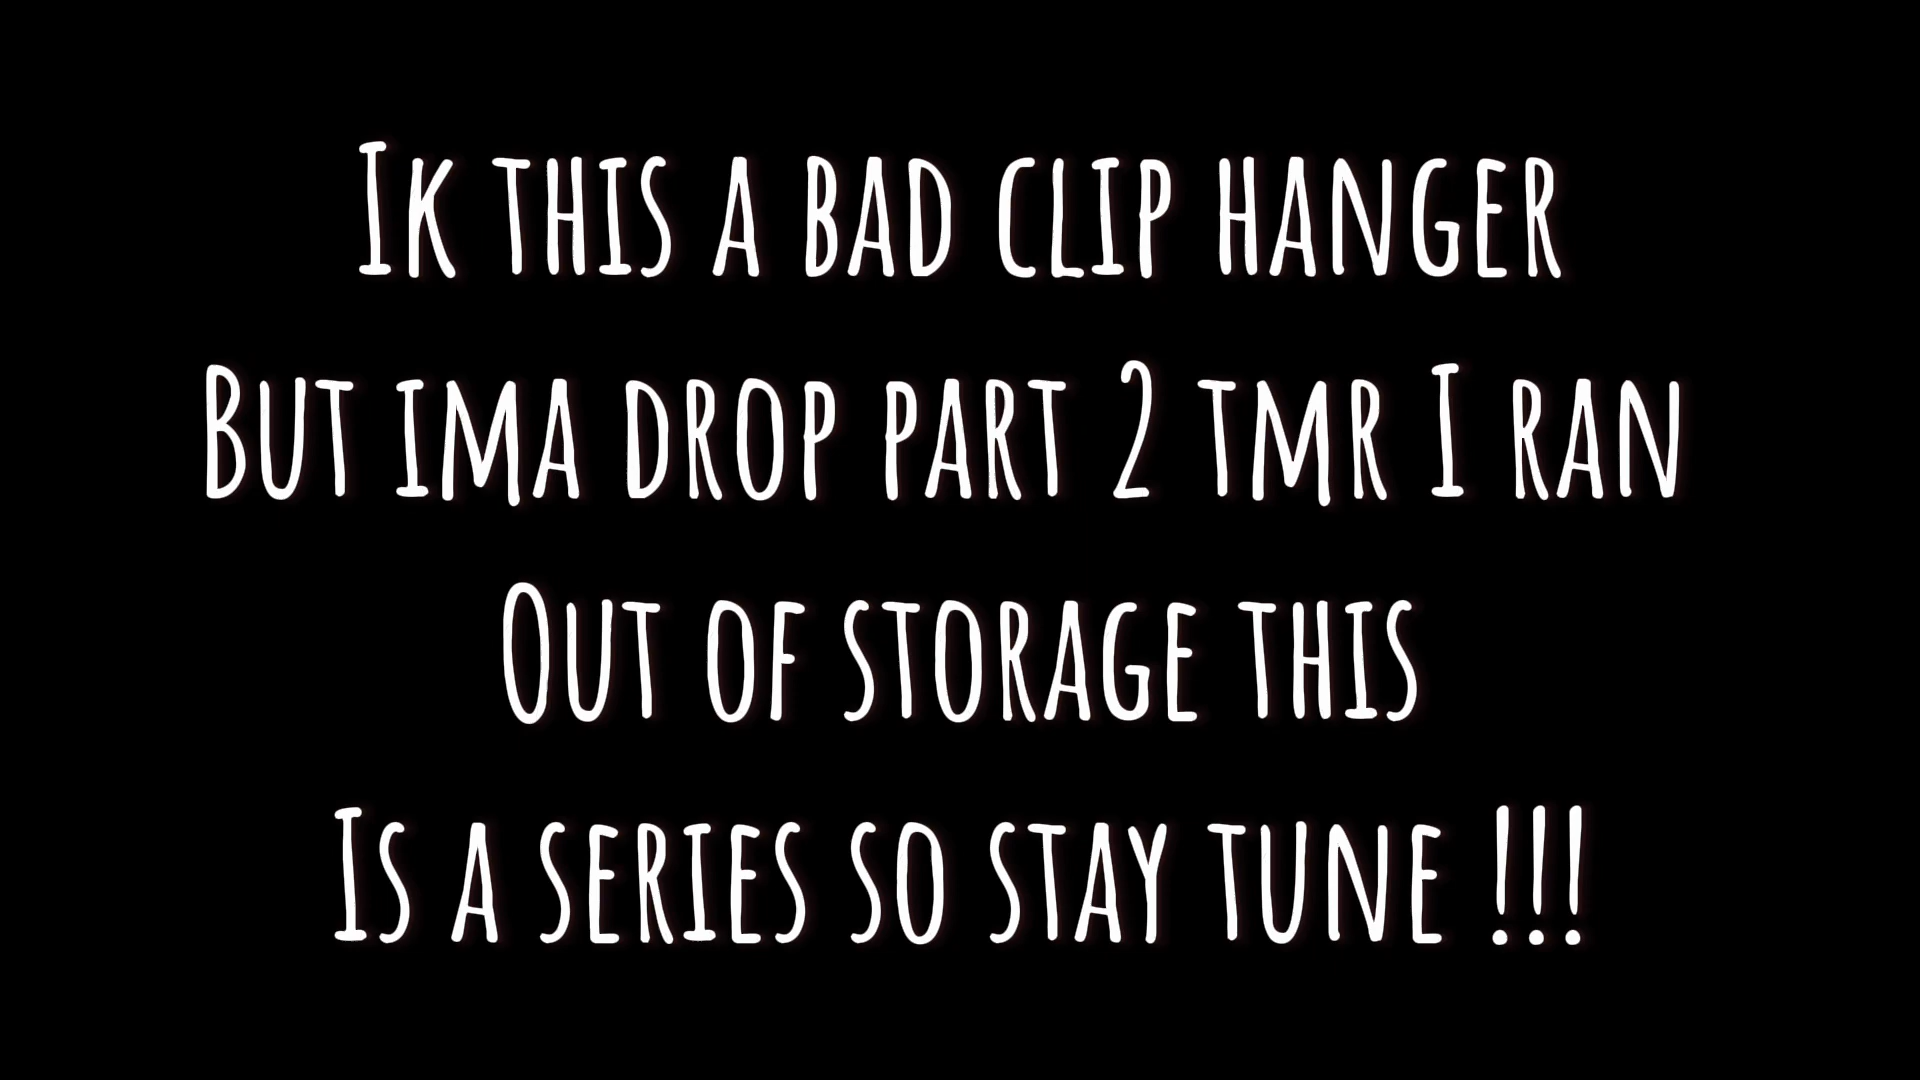 Ik this a bad clip hanger
But ima drop part 2 tmr I ran
Out of storage this
Is a series so stay tune !!!